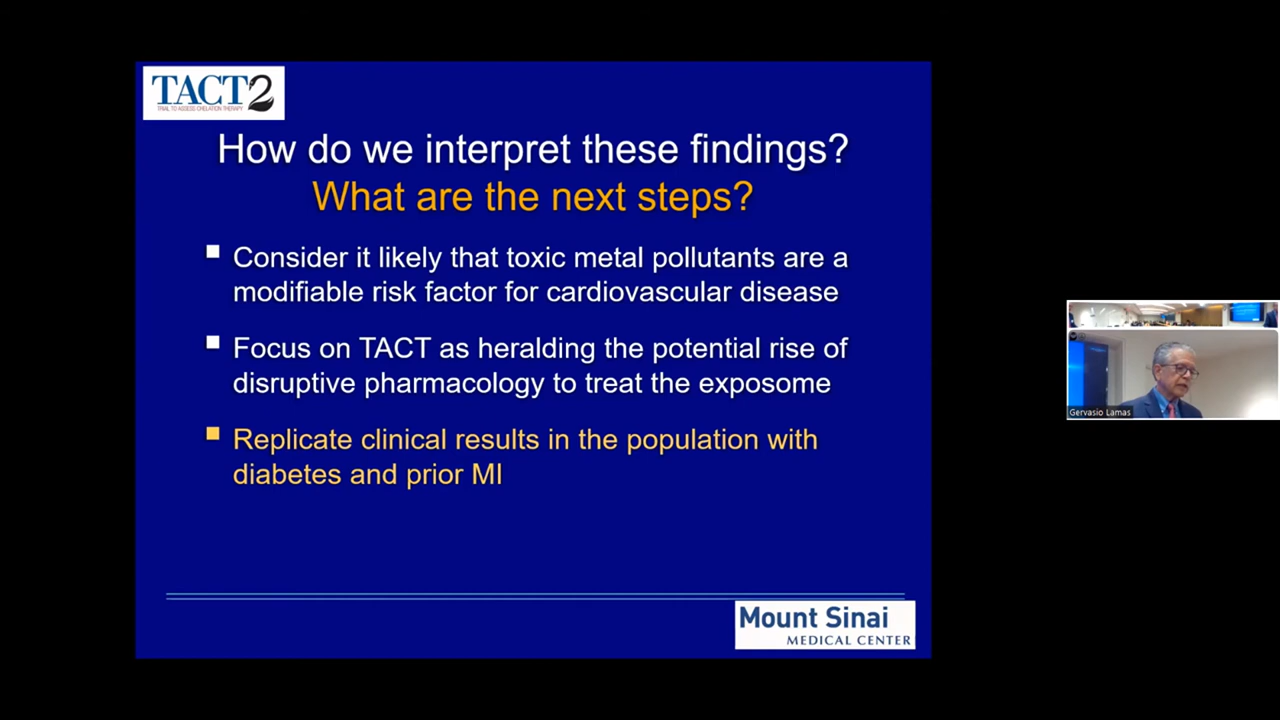 TACT2
TRIAL TO ASSESS CHELATION THERAPY
How do we interpret these findings?
What are the next steps?
Consider it likely that toxic metal pollutants are a
modifiable risk factor for cardiovascular disease
Focus on TACT as heralding the potential rise of
disruptive pharmacology to treat the exposome
Replicate clinical results in the population with
diabetes and prior MI
Gervasio Lamas
Mount Sinai
MEDICAL CENTER